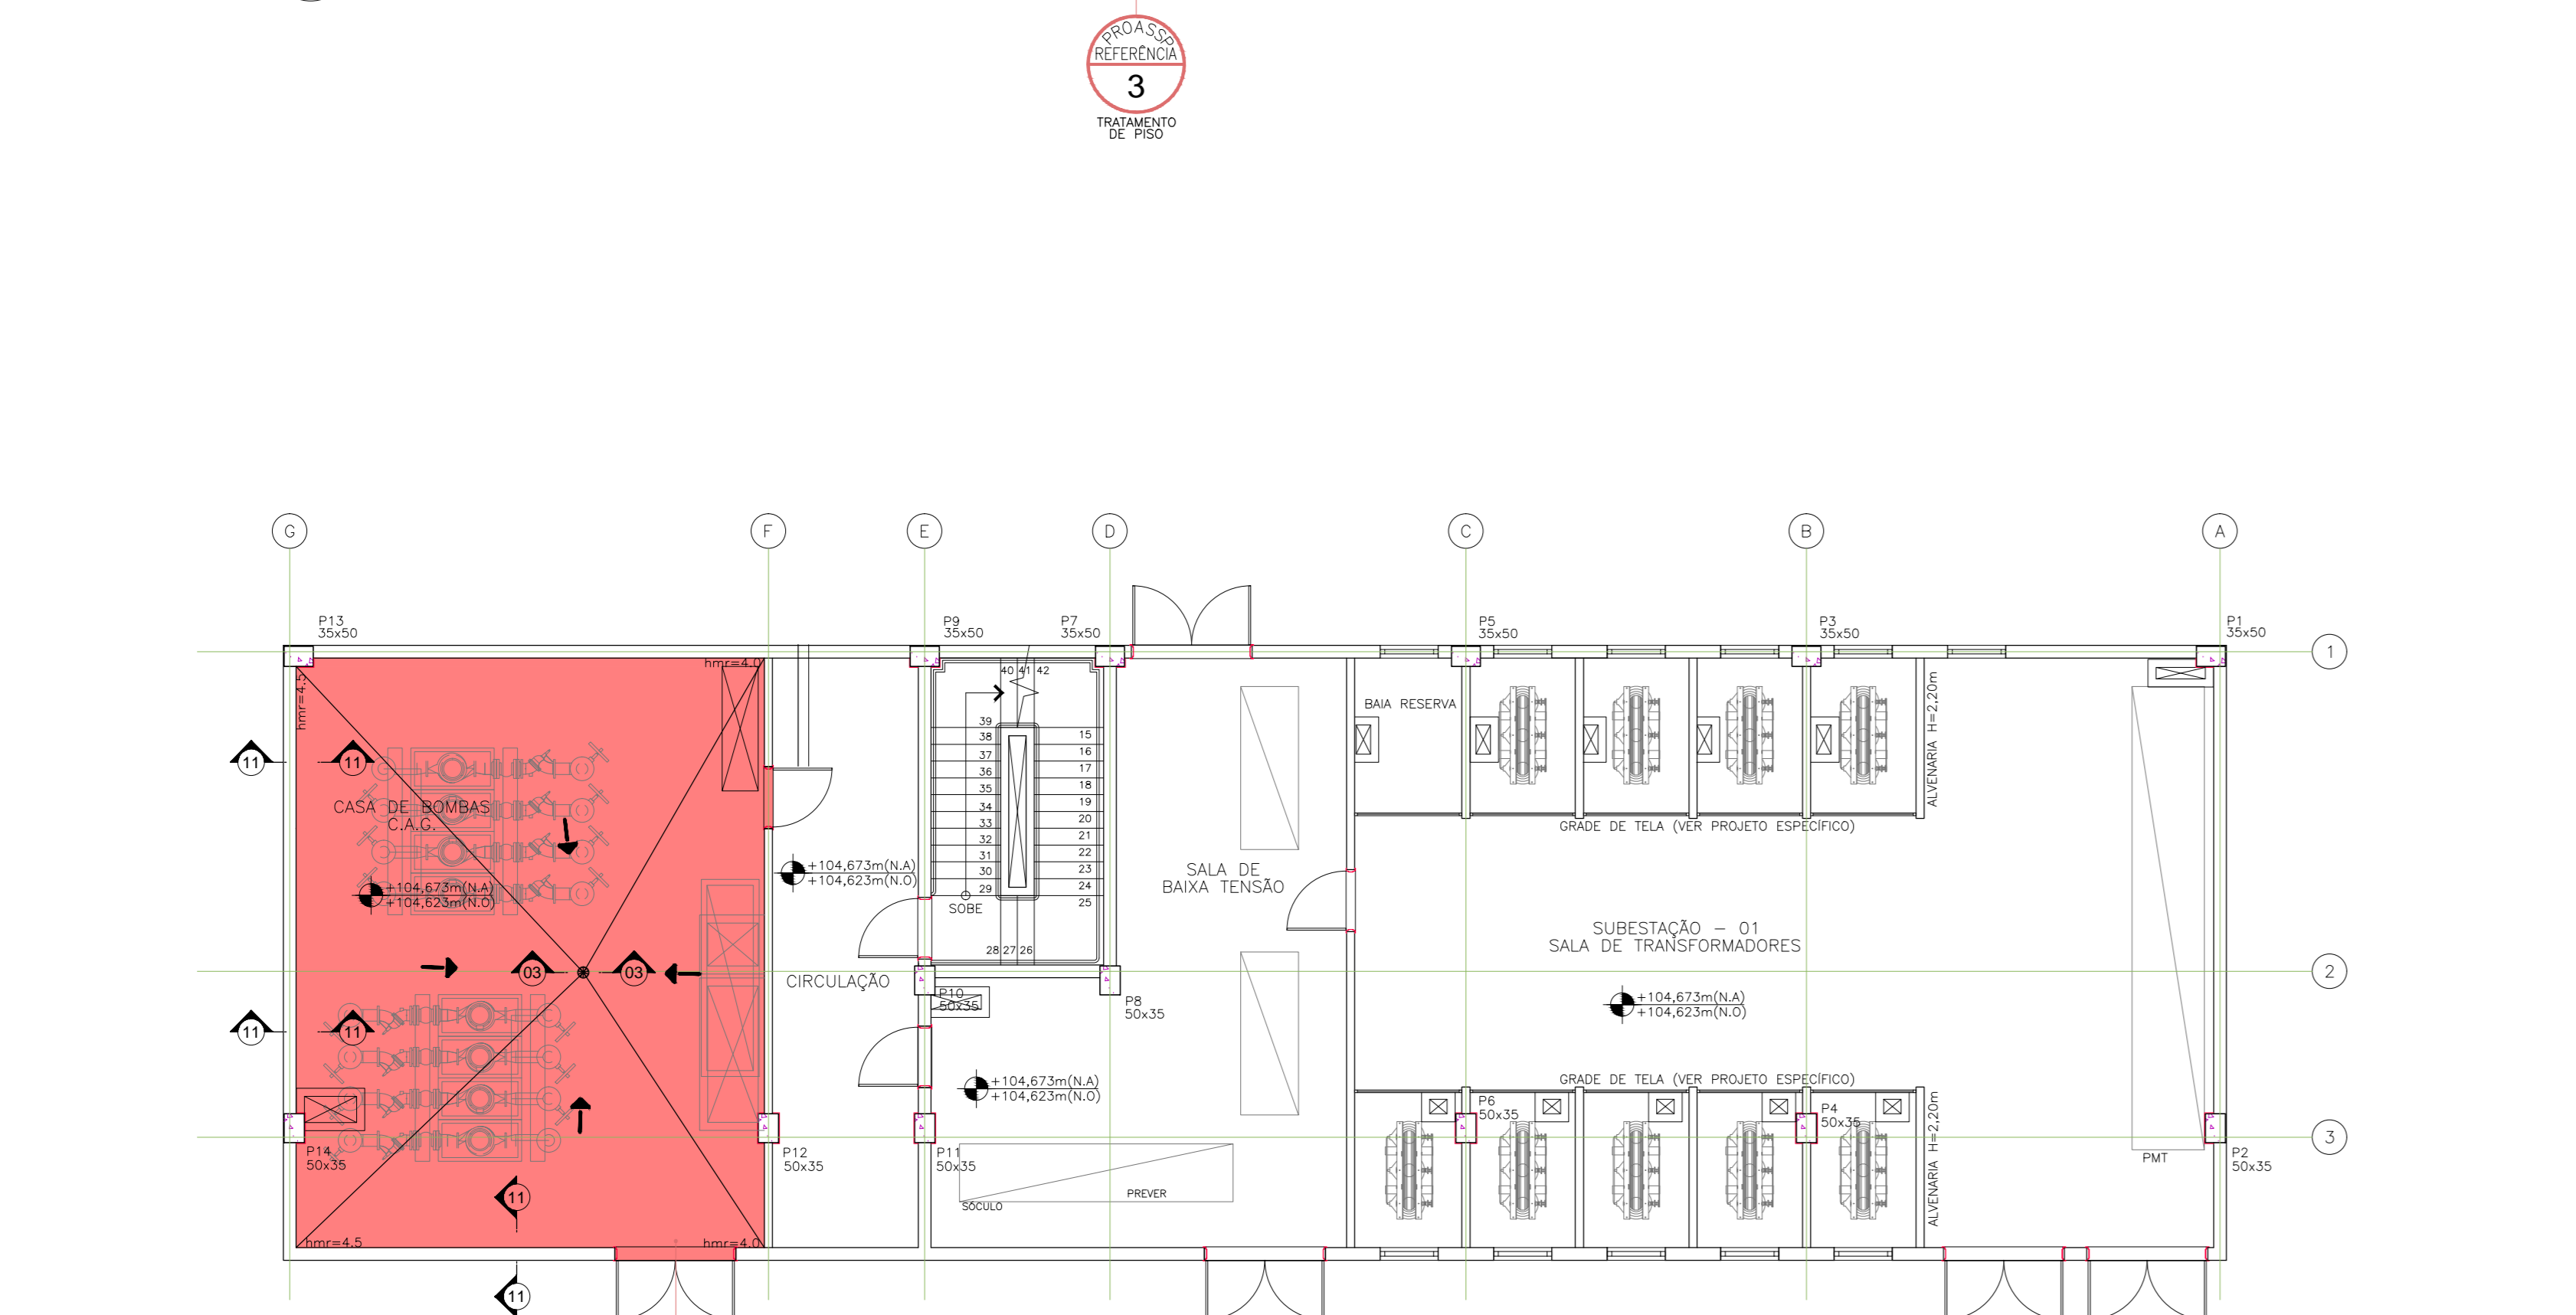 PROASSP
REFERÊNCIA
3
TRATAMENTO
DE PISO
G
F
E
D
C
B
A
P13
35x50
P9
35x50
P7
35x50
P5
35x50
P3
35x50
P1
35x50
1
hmr=4.0
hmr=4.5
40 41 42
39
38
37
36
35
34
33
32
31
30
29
SOBE
15
16
17
18
19
20
21
22
23
24
25
28 27 26
BAIA RESERVA
ALVENARIA H=2,20m
11
11
CASA DE BOMBAS
C.A.G.
GRADE DE TELA (VER PROJETO ESPECÍFICO)
+104,673m(N.A)
+104,623m(N.O)
+104,673m(N.A)
+104,623m(N.O)
SALA DE
BAIXA TENSÃO
SUBESTAÇÃO - 01
SALA DE TRANSFORMADORES
03
03
CIRCULAÇÃO
2
P10
50x35
P8
50x35
+104,673m(N.A)
+104,623m(N.O)
11
11
+104,673m(N.A)
+104,623m(N.O)
GRADE DE TELA (VER PROJETO ESPECÍFICO)
P6
50x35
P4
50x35
ALVENARIA H=2,20m
3
P14
50x35
P12
50x35
P11
50x35
PMT
P2
50x35
11
PREVER
SÓCULO
hmr=4.5
hmr=4.0
11